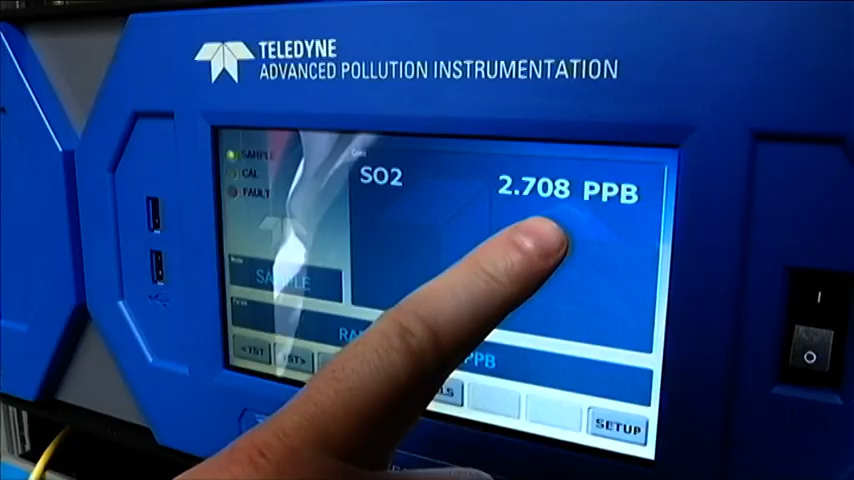 TELEDYNE
ADVANCED POLLUTION INSTRUMENTATION
SAMPLE
CAL
FAULT
SO2 2.708 PPB
SAMPLE
PPB
<TST TST>
SETUP